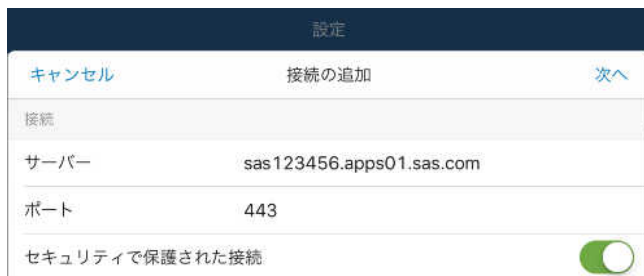 設定
キャンセル 接続の追加 次へ
接続
サーバー sas123456.apps01.sas.com
ポート 443
セキュリティで保護された接続